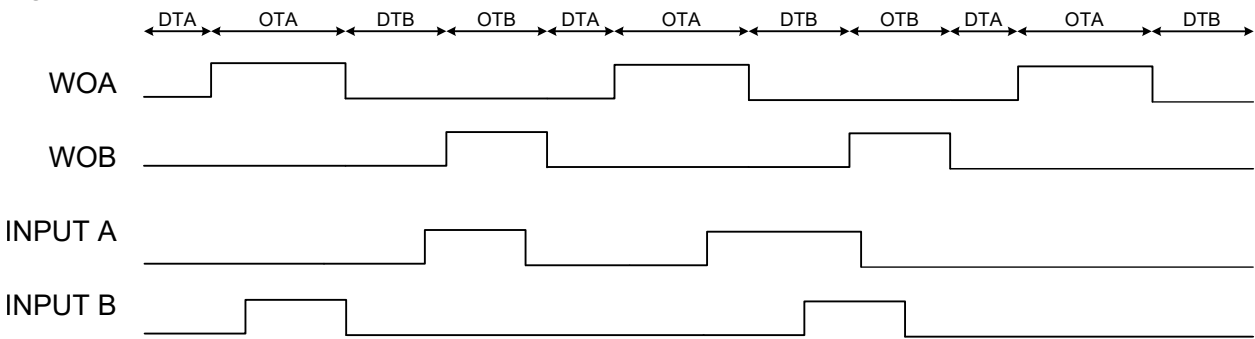 DTA OTA DTB OTB DTA OTA DTB OTB DTA OTA DTB
WOA
WOB
INPUT A
INPUT B